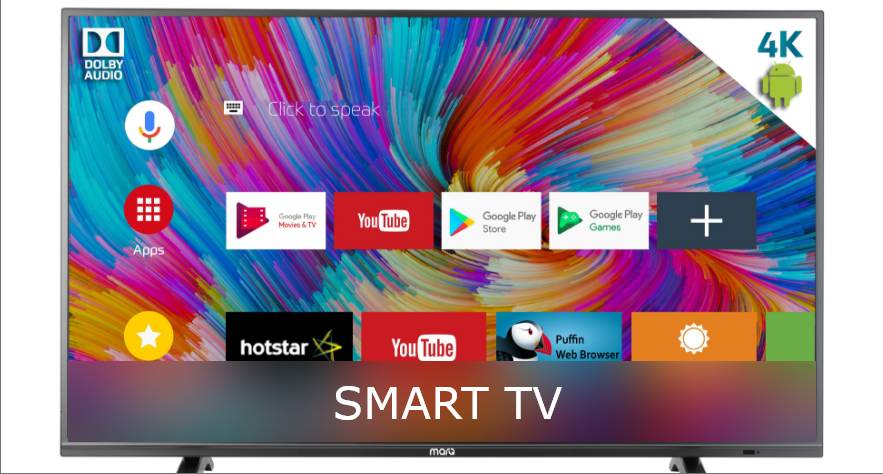 DOLBY
AUDIO
4K
Click to speak
Apps
Google Play
Movies & TV
YouTube
Google Play
Store
Google Play
Games
hotstar
YouTube
Puffin
Web Browser
SMART TV
marq